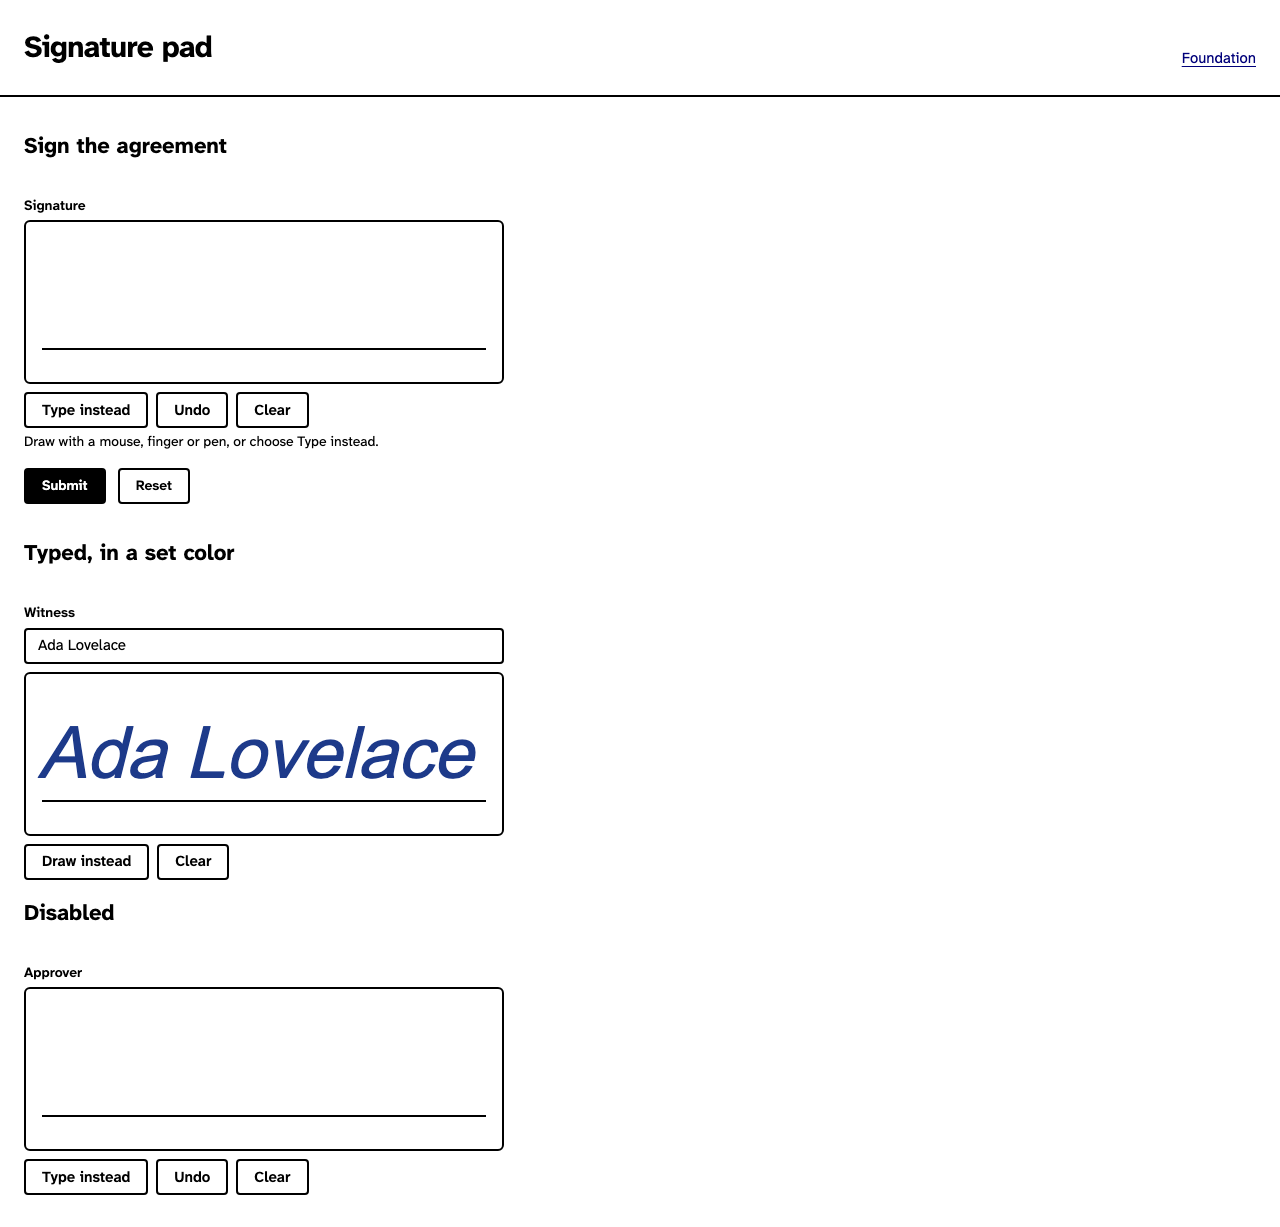 Signature pad
Foundation
Sign the agreement
Signature
Type instead
Undo
Clear
Draw with a mouse, finger or pen, or choose Type instead.
Submit
Reset
Typed, in a set color
Witness
Ada Lovelace
Ada Lovelace
Draw instead
Clear
Disabled
Approver
Type instead
Undo
Clear